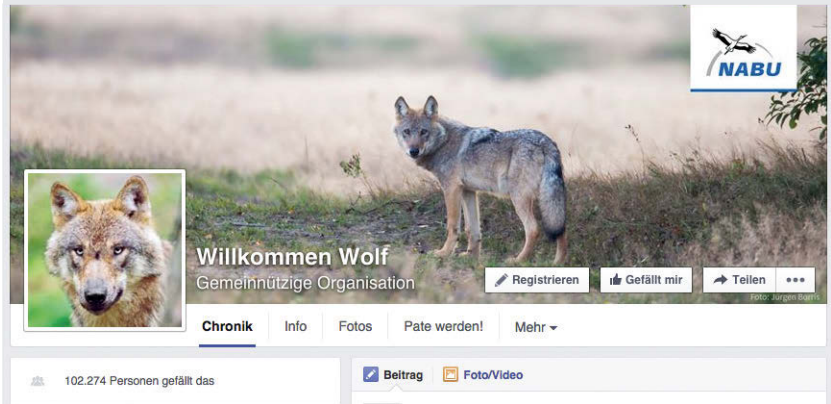 NABU
Willkommen Wolf
Gemeinnützige Organisation
Registrieren
Gefällt mir
Teilen
Foto: Jürgen Borris
Chronik
Info
Fotos
Pate werden!
Mehr
102.274 Personen gefällt das
Beitrag
Foto/Video